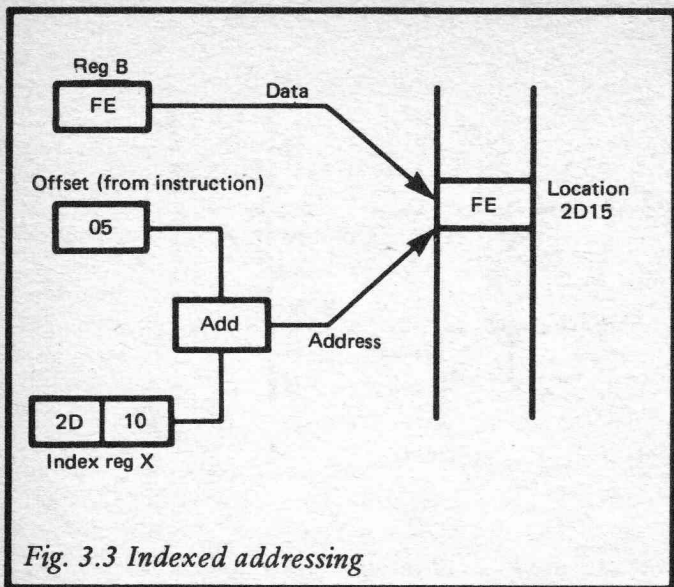 Reg B
FE
Data
Offset (from instruction)
05
FE
Location
2D15
Add
Address
2D 10
Index reg X
Fig. 3.3 Indexed addressing